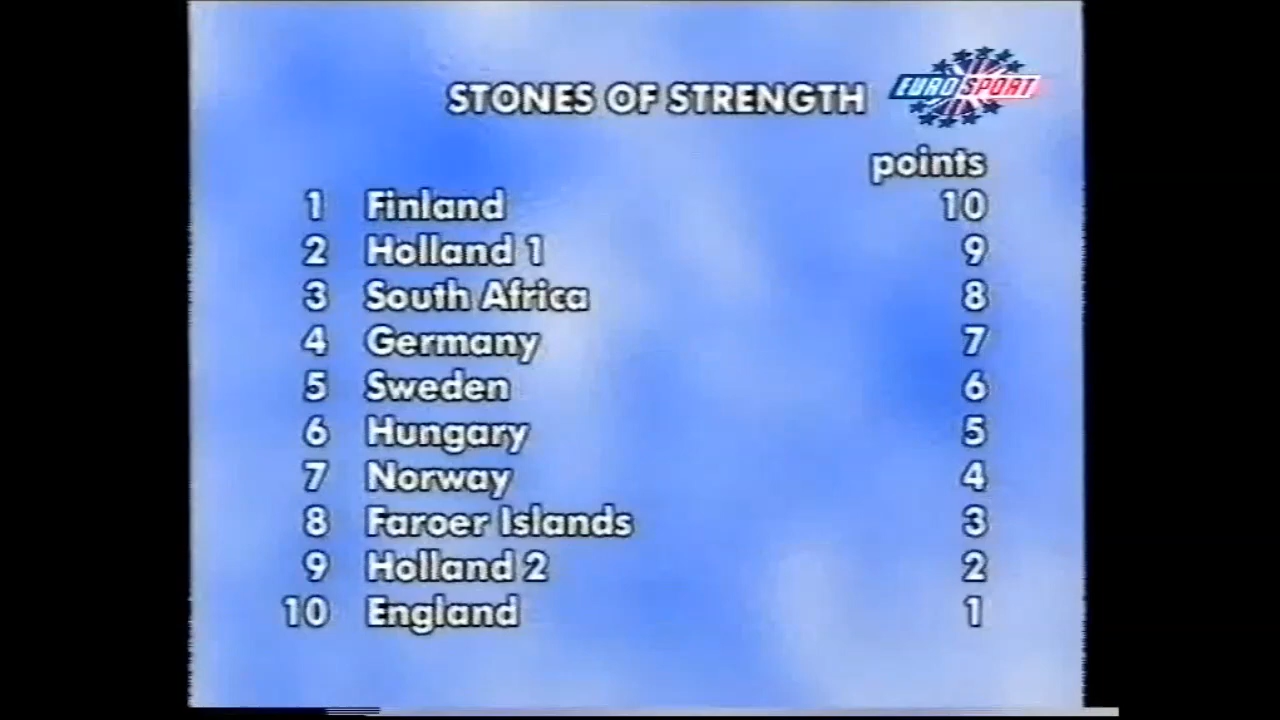 STONES OF STRENGTH
EUROSPORT
points
1 Finland 10
2 Holland 1 9
3 South Africa 8
4 Germany 7
5 Sweden 6
6 Hungary 5
7 Norway 4
8 Faroer Islands 3
9 Holland 2 2
10 England 1